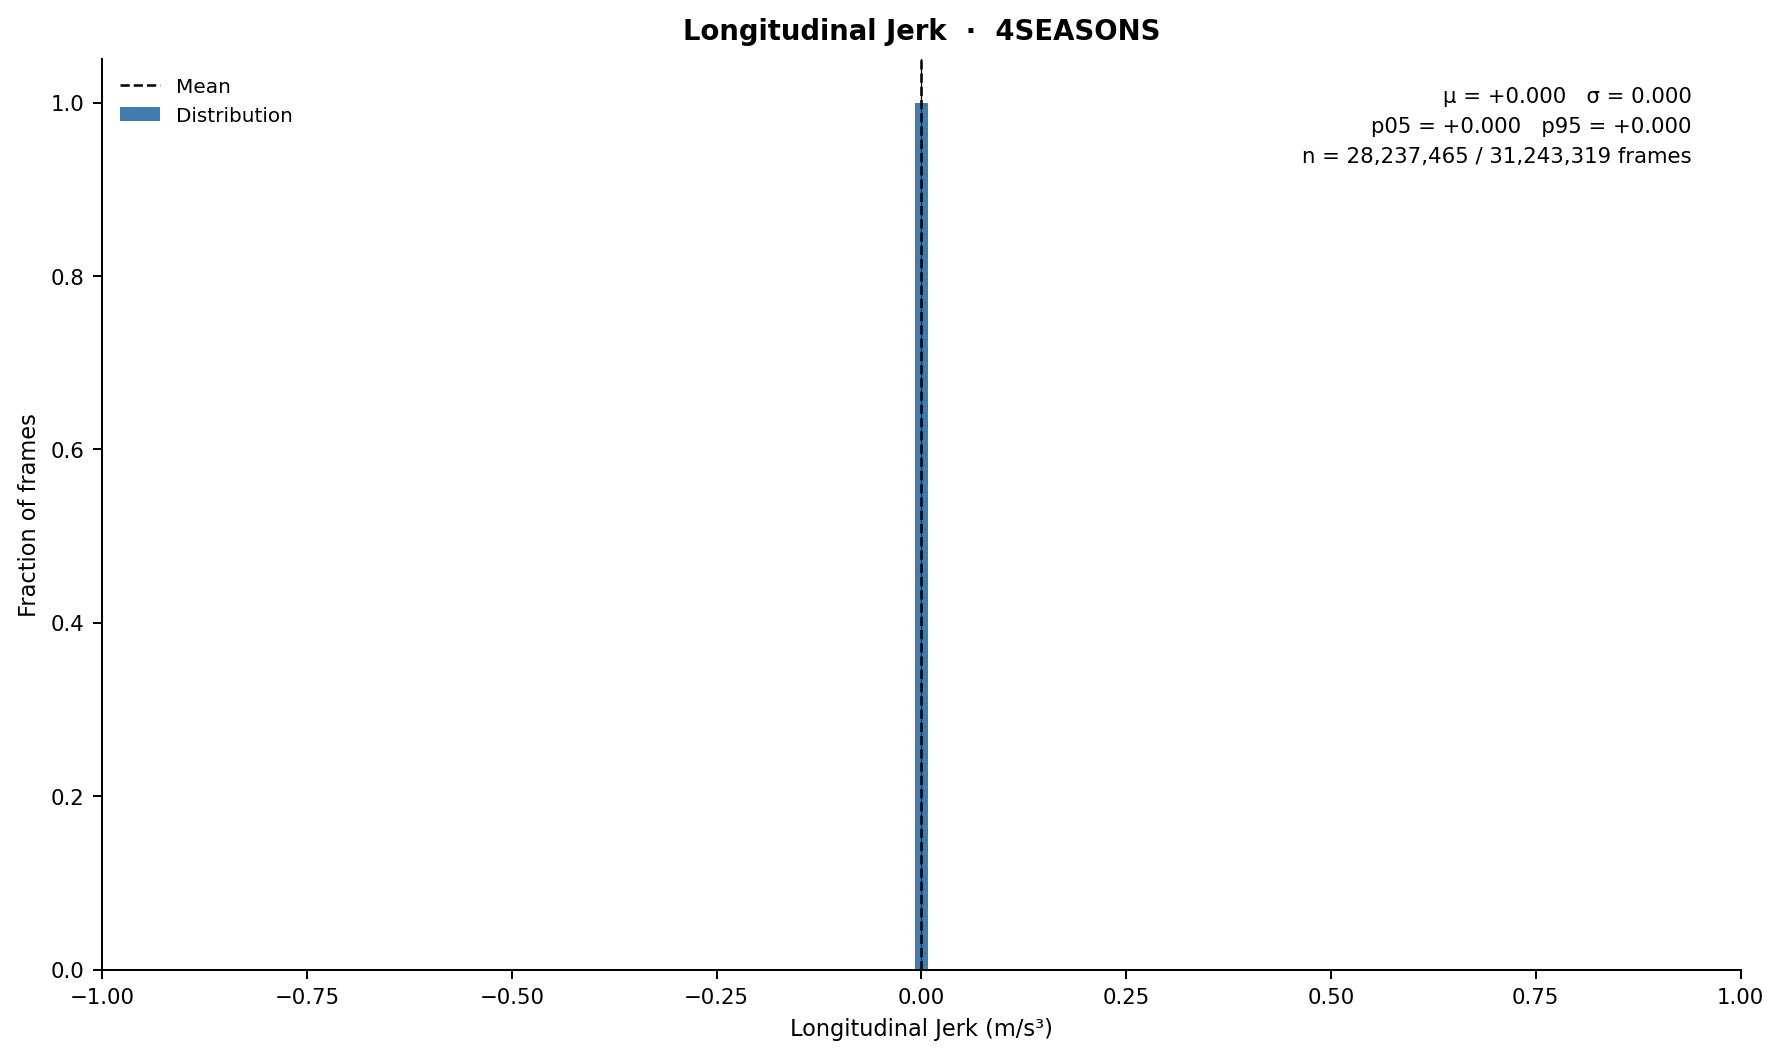 Longitudinal Jerk · 4SEASONS
Mean
Distribution
μ = +0.000 σ = 0.000
p05 = +0.000 p95 = +0.000
n = 28,237,465 / 31,243,319 frames
Fraction of frames
1.0
0.8
0.6
0.4
0.2
0.0
−1.00 −0.75 −0.50 −0.25 0.00 0.25 0.50 0.75 1.00
Longitudinal Jerk (m/s³)